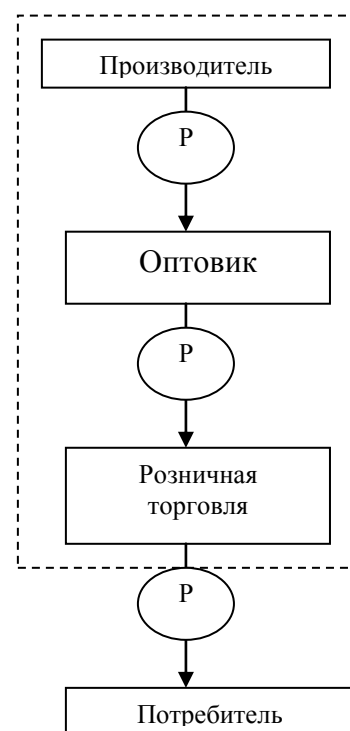 Производитель
Р
Оптовик
Р
Розничная
торговля
Р
Потребитель